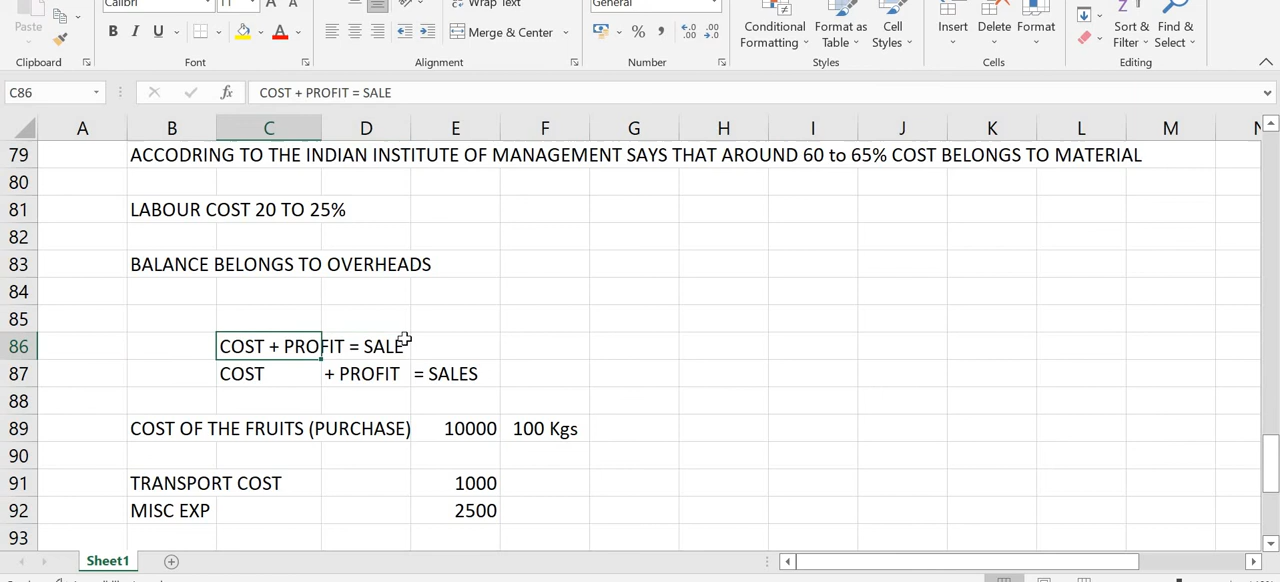 Calibri 11 A A Wrap Text General
Paste B I U A Merge & Center % , Conditional Formatting Format as Table Cell Styles Insert Delete Format Sort & Filter Find & Select
Clipboard Font Alignment Number Styles Cells Editing
C86 fx COST + PROFIT = SALE
A B C D E F G H I J K L M N
79 ACCODRING TO THE INDIAN INSTITUTE OF MANAGEMENT SAYS THAT AROUND 60 to 65% COST BELONGS TO MATERIAL
80
81 LABOUR COST 20 TO 25%
82
83 BALANCE BELONGS TO OVERHEADS
84
85
86 COST + PROFIT = SALE
87 COST + PROFIT = SALES
88
89 COST OF THE FRUITS (PURCHASE) 10000 100 Kgs
90
91 TRANSPORT COST 1000
92 MISC EXP 2500
93
Sheet1